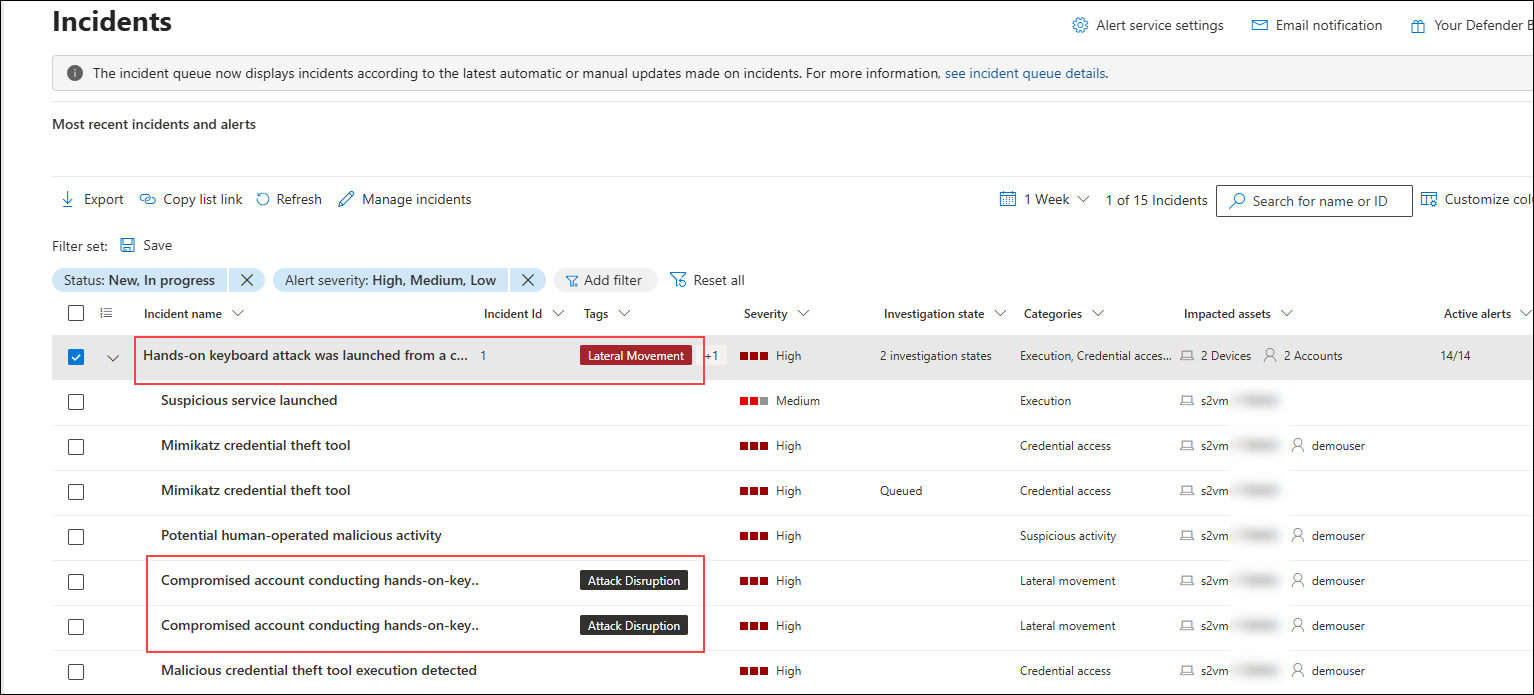 Incidents
Alert service settings Email notification Your Defender B
The incident queue now displays incidents according to the latest automatic or manual updates made on incidents. For more information, see incident queue details.
Most recent incidents and alerts
Export Copy list link Refresh Manage incidents 1 Week 1 of 15 Incidents Search for name or ID Customize colu
Filter set: Save
Status: New, In progress Alert severity: High, Medium, Low Add filter Reset all
Incident name Incident Id Tags Severity Investigation state Categories Impacted assets Active alerts
Hands-on keyboard attack was launched from a c... 1 Lateral Movement +1 High 2 investigation states Execution, Credential acces... 2 Devices 2 Accounts 14/14
Suspicious service launched Medium Execution s2vm
Mimikatz credential theft tool High Credential access s2vm demouser
Mimikatz credential theft tool High Queued Credential access s2vm
Potential human-operated malicious activity High Suspicious activity s2vm demouser
Compromised account conducting hands-on-key.. Attack Disruption High Lateral movement s2vm demouser
Compromised account conducting hands-on-key.. Attack Disruption High Lateral movement s2vm demouser
Malicious credential theft tool execution detected High Credential access s2vm demouser